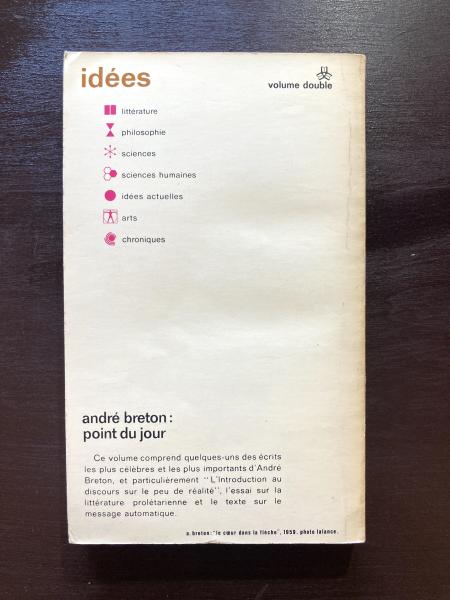 idées
volume double
littérature
philosophie
sciences
sciences humaines
idées actuelles
arts
chroniques
andré breton :
point du jour
Ce volume comprend quelques-uns des écrits
les plus célèbres et les plus importants d'André
Breton, et particulièrement "L'Introduction au
discours sur le peu de réalité", l'essai sur la
littérature prolétarienne et le texte sur le
message automatique.
a. breton: "le cœur dans la flèche", 1959. photo lalance.